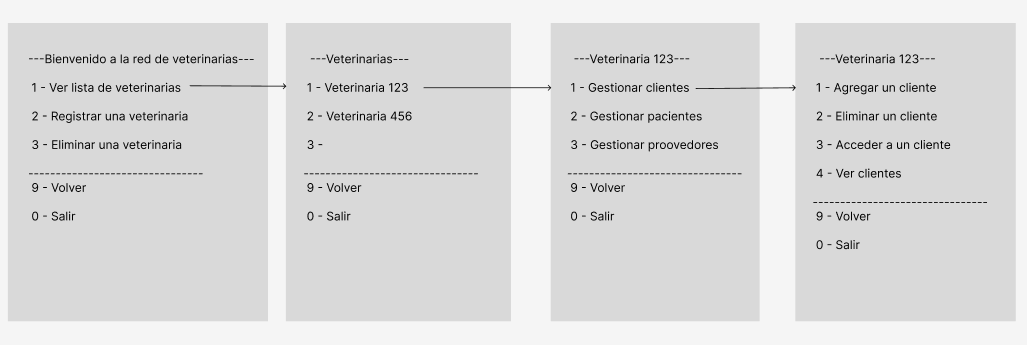 ---Bienvenido a la red de veterinarias---
1 - Ver lista de veterinarias
2 - Registrar una veterinaria
3 - Eliminar una veterinaria
-------------------------------
9 - Volver
0 - Salir
---Veterinarias---
1 - Veterinaria 123
2 - Veterinaria 456
3 -
-------------------------------
9 - Volver
0 - Salir
---Veterinaria 123---
1 - Gestionar clientes
2 - Gestionar pacientes
3 - Gestionar proovedores
-------------------------------
9 - Volver
0 - Salir
---Veterinaria 123---
1 - Agregar un cliente
2 - Eliminar un cliente
3 - Acceder a un cliente
4 - Ver clientes
-------------------------------
9 - Volver
0 - Salir